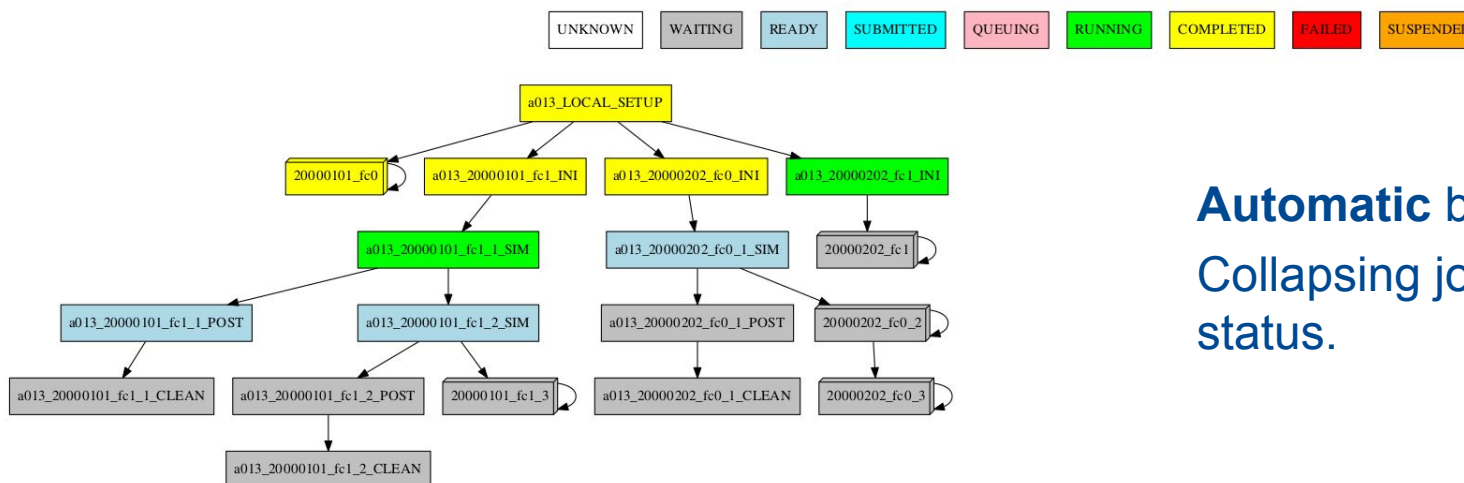 UNKNOWN WAITING READY SUBMITTED QUEUING RUNNING COMPLETED FAILED
a013_LOCAL_SETUP
20000101_fc0 a013_20000101_fc1_INI a013_20000202_fc0_INI a013_20000202_fc1_INI
Automatic
a013_20000101_fc1_1_SIM a013_20000202_fc0_1_SIM 20000202_fc1
Collapsing
a013_20000101_fc1_1_POST a013_20000101_fc1_2_SIM a013_20000202_fc0_1_POST 20000202_fc0_2
status.
a013_20000101_fc1_1_CLEAN a013_20000101_fc1_2_POST 20000101_fc1_3 a013_20000202_fc0_1_CLEAN 20000202_fc0_3
a013_20000101_fc1_2_CLEAN